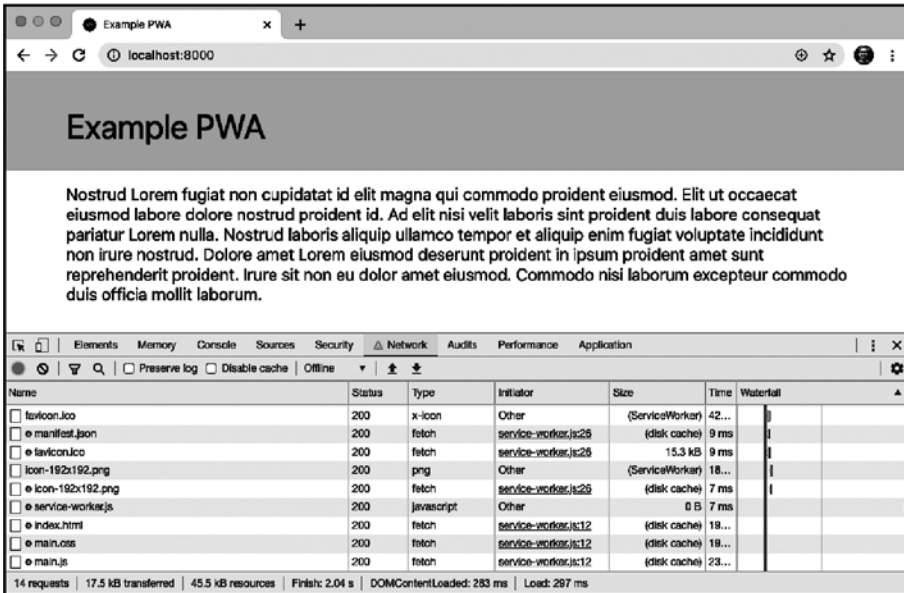 Example PWA
localhost:8000
Example PWA
Nostrud Lorem fugiat non cupidatat id elit magna qui commodo proident eiusmod. Elit ut occaecat
eiusmod labore dolore nostrud proident id. Ad elit nisi velit laboris sint proident duis labore consequat
pariatur Lorem nulla. Nostrud laboris aliquip ullamco tempor et aliquip enim fugiat voluptate incididunt
non irure nostrud. Dolore amet Lorem eiusmod deserunt proident in ipsum proident amet sunt
reprehenderit proident. Irure sit non eu dolor amet eiusmod. Commodo nisi laborum excepteur commodo
duis officia mollit laborum.
Elements Memory Console Sources Security Network Audits Performance Application
Preserve log Disable cache Offline
Name Status Type Initiator Size Time Waterfall
favicon.ico 200 x-icon Other (ServiceWorker) 42...
manifest.json 200 fetch service-worker.js:26 (disk cache) 9 ms
favicon.ico 200 fetch service-worker.js:26 15.3 kB 9 ms
icon-192x192.png 200 png Other (ServiceWorker) 18...
icon-192x192.png 200 fetch service-worker.js:26 (disk cache) 7 ms
service-worker.js 200 javascript Other 0 B 7 ms
index.html 200 fetch service-worker.js:12 (disk cache) 19...
main.css 200 fetch service-worker.js:12 (disk cache) 19...
main.js 200 fetch service-worker.js:12 (disk cache) 23...
14 requests 17.5 kB transferred 45.5 kB resources Finish: 2.04 s DOMContentLoaded: 283 ms Load: 297 ms